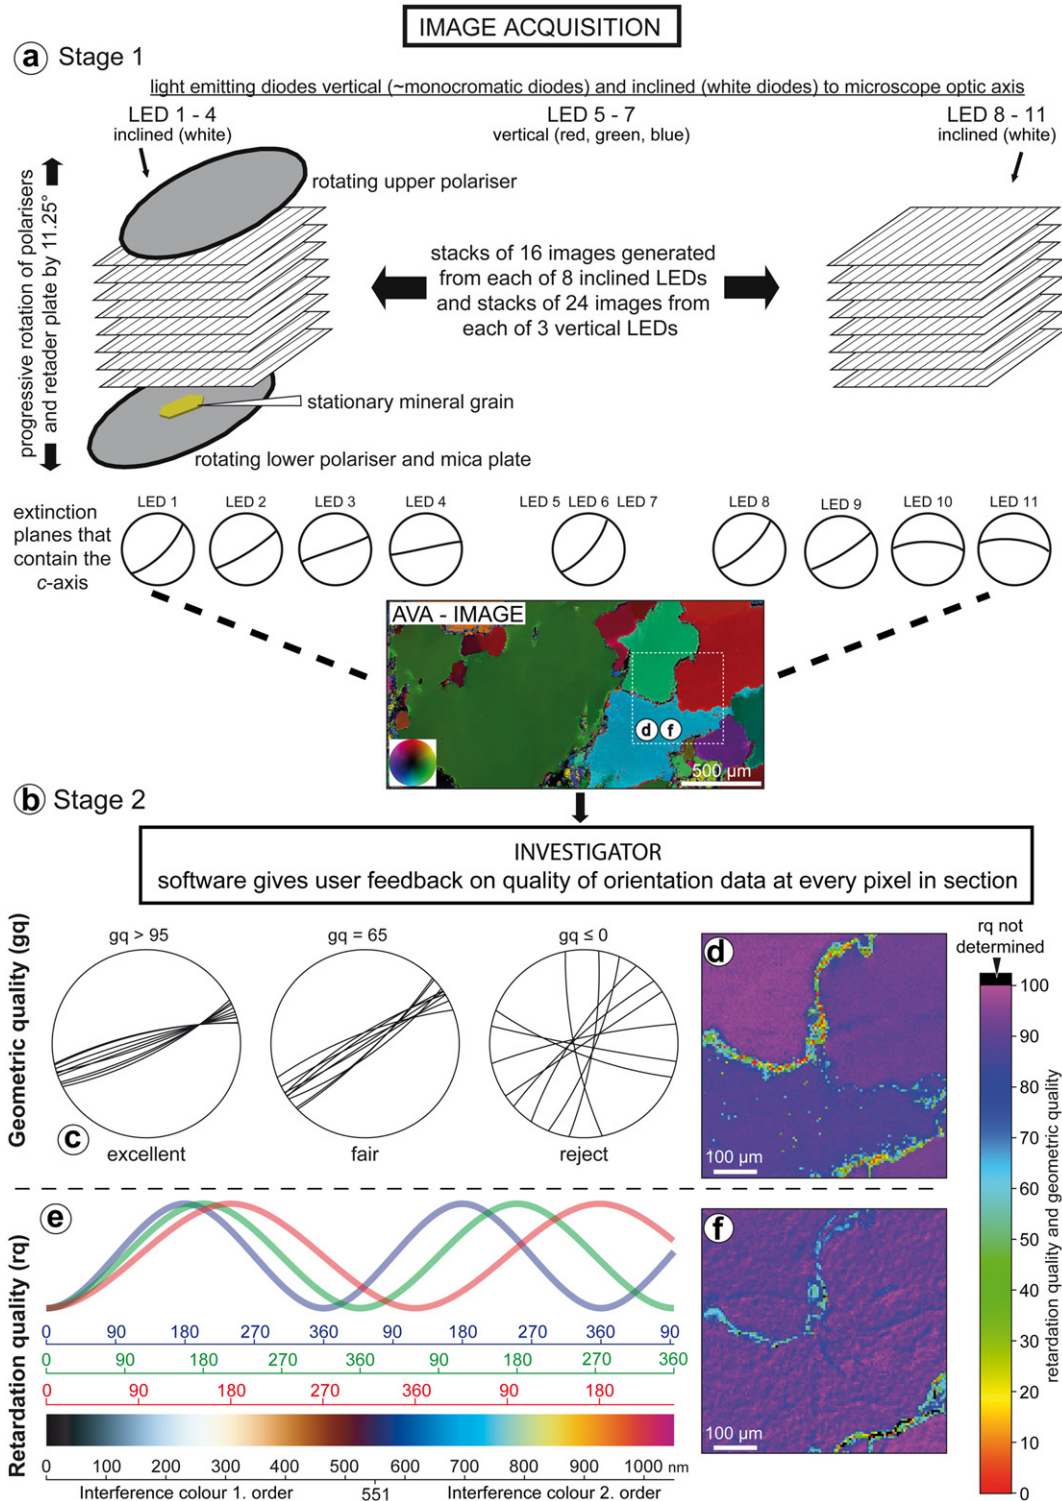 IMAGE ACQUISITION
a Stage 1
light emitting diodes vertical (~monocromatic diodes) and inclined (white diodes) to microscope optic axis
LED 1 - 4
inclined (white)
LED 5 - 7
vertical (red, green, blue)
LED 8 - 11
inclined (white)
progressive rotation of polarisers
and retader plate by 11.25°
rotating upper polariser
stacks of 16 images generated
from each of 8 inclined LEDs
and stacks of 24 images from
each of 3 vertical LEDs
stationary mineral grain
rotating lower polariser and mica plate
extinction
planes that
contain the
c-axis
LED 1
LED 2
LED 3
LED 4
LED 5 LED 6 LED 7
LED 8
LED 9
LED 10
LED 11
AVA - IMAGE
d f
500 µm
b Stage 2
INVESTIGATOR
software gives user feedback on quality of orientation data at every pixel in section
Geometric quality (gq)
gq > 95
gq = 65
gq ≤ 0
c
excellent
fair
reject
d
100 µm
rq not
determined
100
90
80
70
60
50
40
30
20
10
0
retardation quality and geometric quality
Retardation quality (rq)
e
0 90 180 270 360 90 180 270 360 90
0 90 180 270 360 90 180 270 360
0 90 180 270 360 90 180
0 100 200 300 400 500 600 700 800 900 1000 nm
Interference colour 1. order 551 Interference colour 2. order
f
100 µm